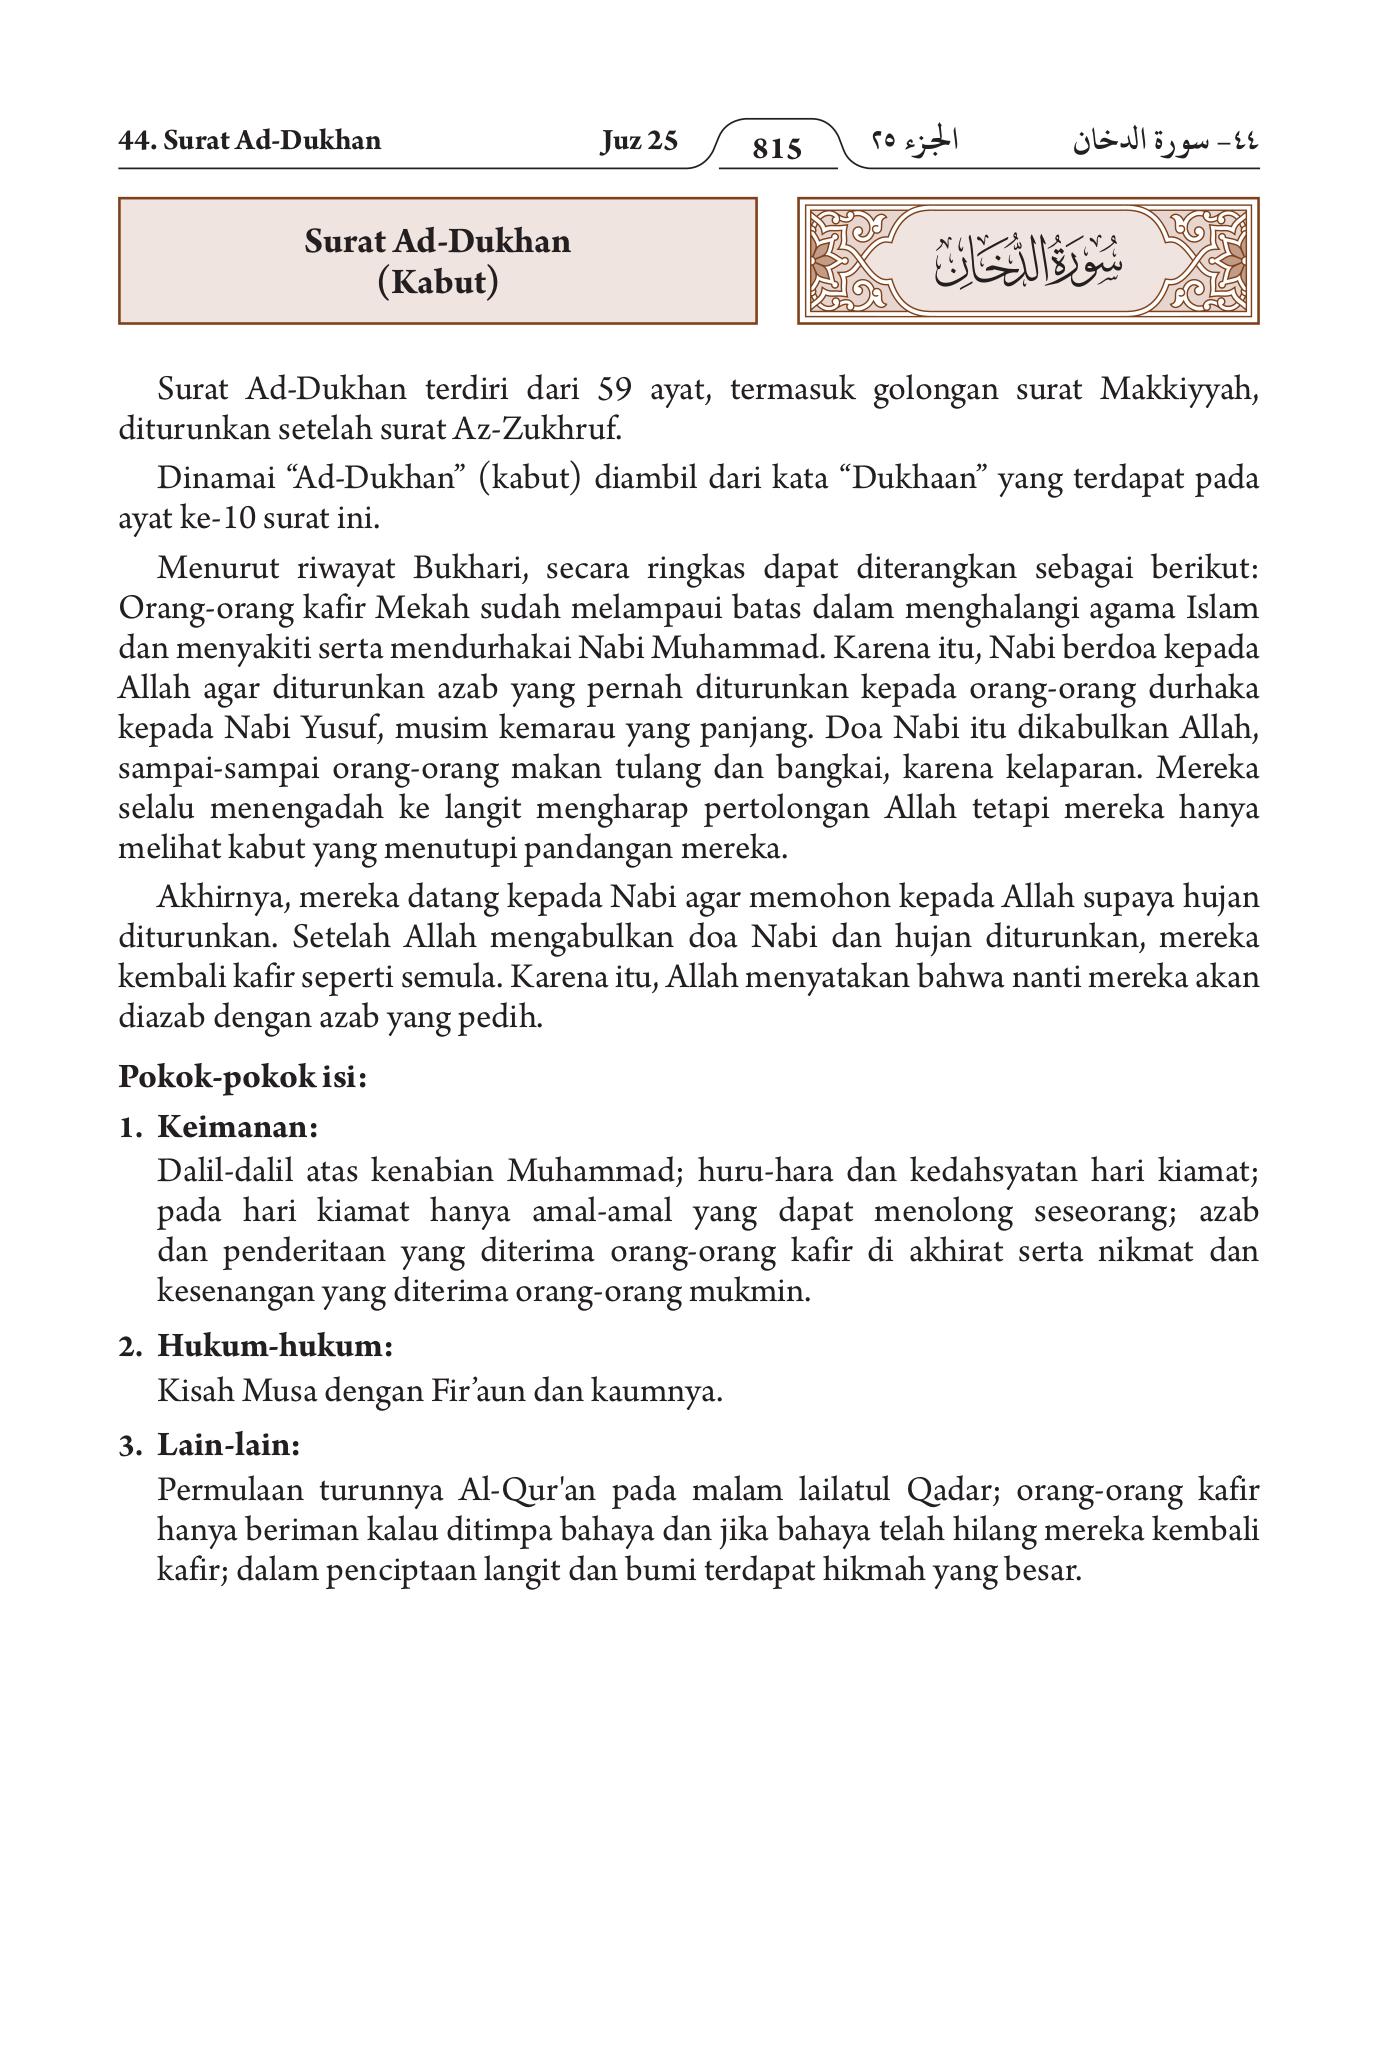 44. Surat Ad-Dukhan Juz 25 815 الجزء ٢٥ ٤٤- سورة الدخان
Surat Ad-Dukhan
(Kabut)
سُورَةُ الدُّخَانِ
Surat Ad-Dukhan terdiri dari 59 ayat, termasuk golongan surat Makkiyyah,
diturunkan setelah surat Az-Zukhruf.
Dinamai “Ad-Dukhan” (kabut) diambil dari kata “Dukhaan” yang terdapat pada
ayat ke-10 surat ini.
Menurut riwayat Bukhari, secara ringkas dapat diterangkan sebagai berikut:
Orang-orang kafir Mekah sudah melampaui batas dalam menghalangi agama Islam
dan menyakiti serta mendurhakai Nabi Muhammad. Karena itu, Nabi berdoa kepada
Allah agar diturunkan azab yang pernah diturunkan kepada orang-orang durhaka
kepada Nabi Yusuf, musim kemarau yang panjang. Doa Nabi itu dikabulkan Allah,
sampai-sampai orang-orang makan tulang dan bangkai, karena kelaparan. Mereka
selalu menengadah ke langit mengharap pertolongan Allah tetapi mereka hanya
melihat kabut yang menutupi pandangan mereka.
Akhirnya, mereka datang kepada Nabi agar memohon kepada Allah supaya hujan
diturunkan. Setelah Allah mengabulkan doa Nabi dan hujan diturunkan, mereka
kembali kafir seperti semula. Karena itu, Allah menyatakan bahwa nanti mereka akan
diazab dengan azab yang pedih.
Pokok-pokok isi:
1. Keimanan:
Dalil-dalil atas kenabian Muhammad; huru-hara dan kedahsyatan hari kiamat;
pada hari kiamat hanya amal-amal yang dapat menolong seseorang; azab
dan penderitaan yang diterima orang-orang kafir di akhirat serta nikmat dan
kesenangan yang diterima orang-orang mukmin.
2. Hukum-hukum:
Kisah Musa dengan Fir’aun dan kaumnya.
3. Lain-lain:
Permulaan turunnya Al-Qur'an pada malam lailatul Qadar; orang-orang kafir
hanya beriman kalau ditimpa bahaya dan jika bahaya telah hilang mereka kembali
kafir; dalam penciptaan langit dan bumi terdapat hikmah yang besar.